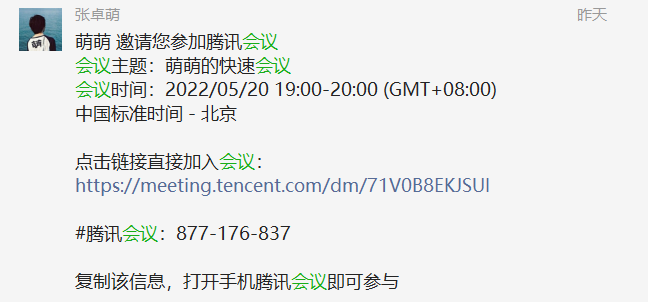 张卓萌
昨天
萌萌 邀请您参加腾讯会议
会议主题：萌萌的快速会议
会议时间：2022/05/20 19:00-20:00 (GMT+08:00)
中国标准时间 - 北京
点击链接直接加入会议：
https://meeting.tencent.com/dm/71V0B8EKJSUI
#腾讯会议：877-176-837
复制该信息，打开手机腾讯会议即可参与